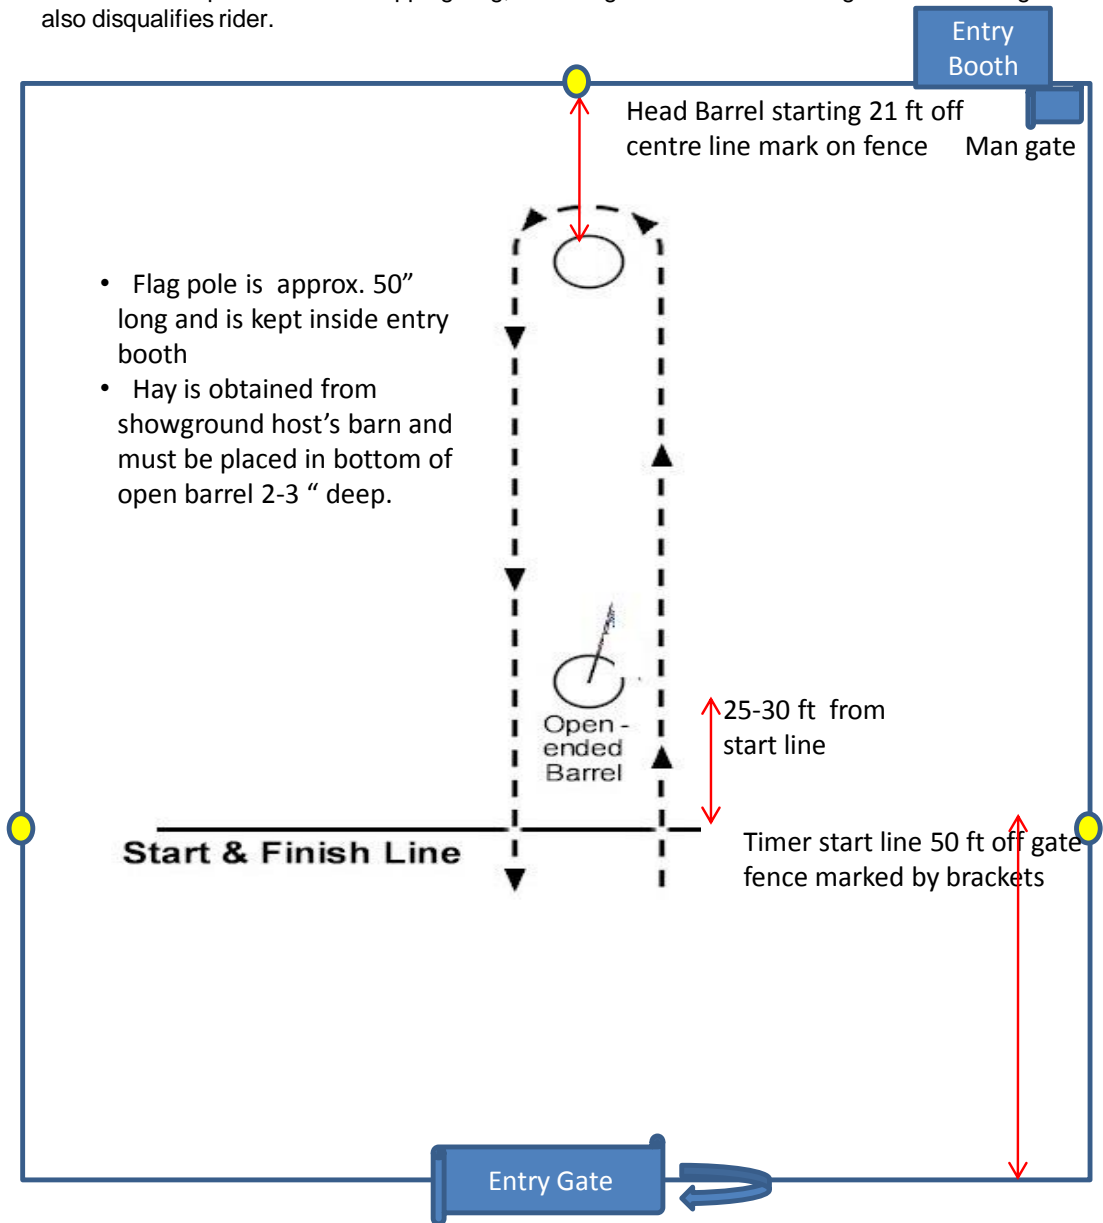 also disqualifies rider.
Entry
Booth
Head Barrel starting 21 ft off
centre line mark on fence
Man gate
• Flag pole is approx. 50”
long and is kept inside entry
booth
• Hay is obtained from
showground host’s barn and
must be placed in bottom of
open barrel 2-3 “ deep.
Open -
ended
Barrel
25-30 ft from
start line
Start & Finish Line
Timer start line 50 ft off gate
fence marked by brackets
Entry Gate